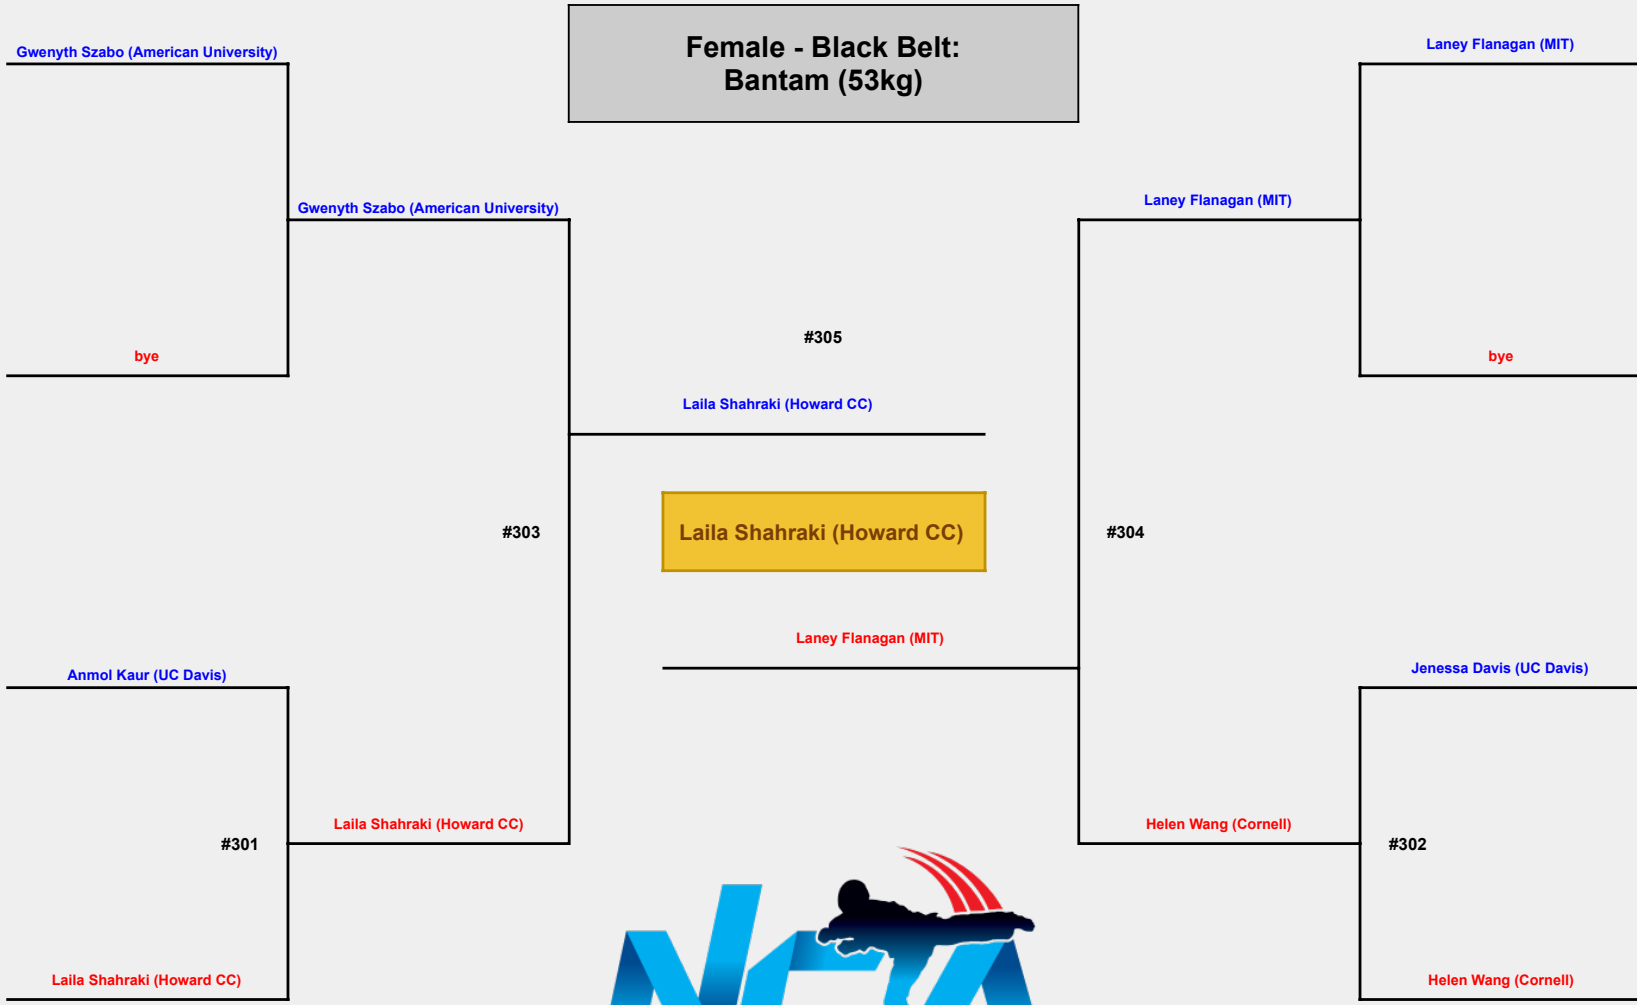 Female - Black Belt:
Bantam (53kg)
Gwenyth Szabo (American University)
Laney Flanagan (MIT)
Gwenyth Szabo (American University)
Laney Flanagan (MIT)
#305
bye
bye
Laila Shahraki (Howard CC)
#303
Laila Shahraki (Howard CC)
#304
Laney Flanagan (MIT)
Anmol Kaur (UC Davis)
Jenessa Davis (UC Davis)
#301
Laila Shahraki (Howard CC)
Helen Wang (Cornell)
#302
Laila Shahraki (Howard CC)
Helen Wang (Cornell)